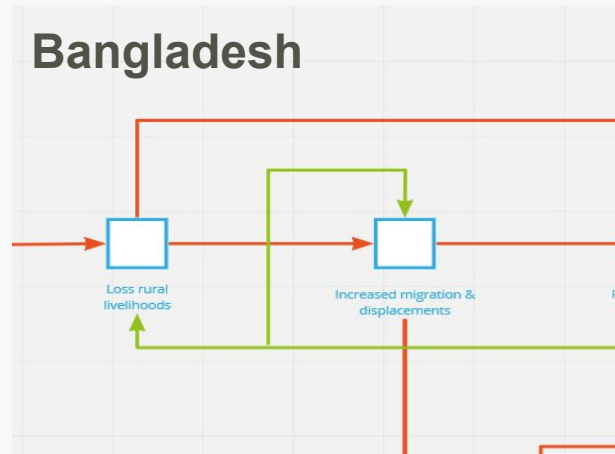 Bangladesh
Loss rural
livelihoods
Increased migration &
displacements